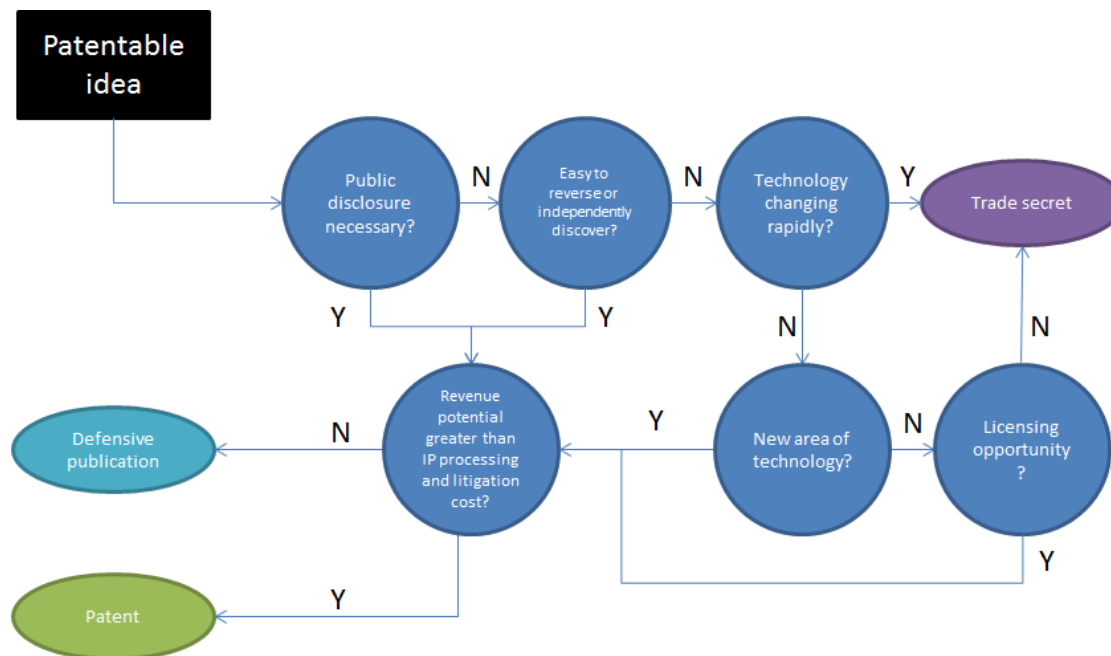 Patentable
idea
Public
disclosure
necessary?
N
Easy to
reverse or
independently
discover?
N
Technology
changing
rapidly?
Y
Trade secret
Y
Y
N
N
Defensive
publication
N
Revenue
potential
greater than
IP processing
and litigation
cost?
Y
New area of
technology?
N
Licensing
opportunity
?
Y
Patent
Y